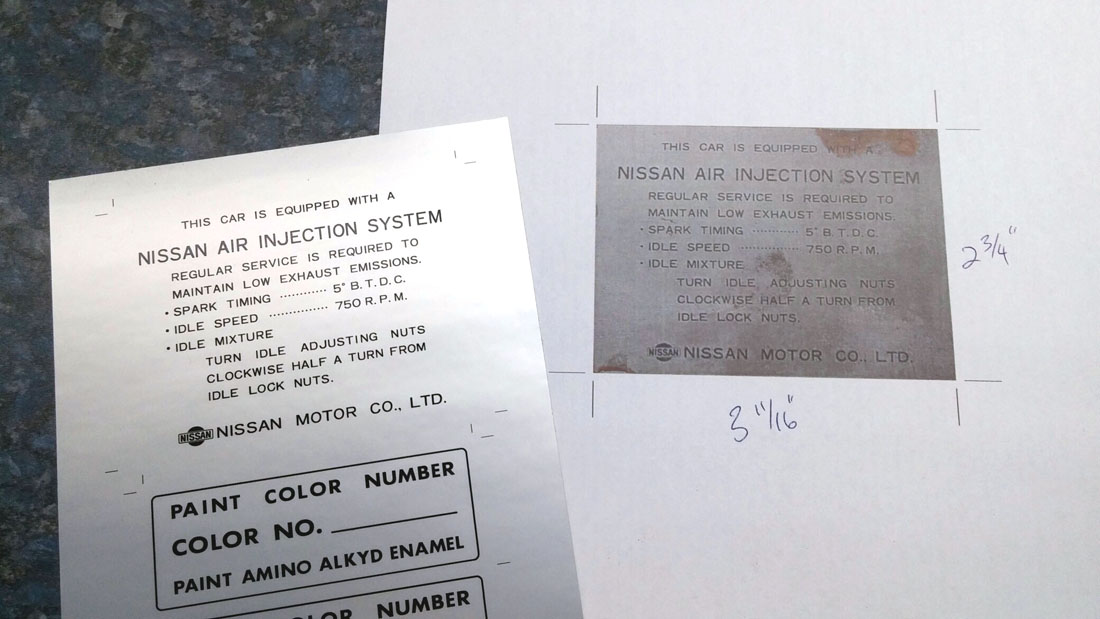 THIS CAR IS EQUIPPED WITH A
NISSAN AIR INJECTION SYSTEM
REGULAR SERVICE IS REQUIRED TO
MAINTAIN LOW EXHAUST EMISSIONS.
• SPARK TIMING ············ 5° B.T.D.C.
• IDLE SPEED ··············· 750 R.P.M.
• IDLE MIXTURE
TURN IDLE ADJUSTING NUTS
CLOCKWISE HALF A TURN FROM
IDLE LOCK NUTS.
NISSAN NISSAN MOTOR CO., LTD.
PAINT COLOR NUMBER
COLOR NO. ___________
PAINT AMINO ALKYD ENAMEL
COLOR NUMBER
THIS CAR IS EQUIPPED WITH A
NISSAN AIR INJECTION SYSTEM
REGULAR SERVICE IS REQUIRED TO
MAINTAIN LOW EXHAUST EMISSIONS.
• SPARK TIMING ············ 5° B.T.D.C.
• IDLE SPEED ··············· 750 R.P.M.
• IDLE MIXTURE
TURN IDLE ADJUSTING NUTS
CLOCKWISE HALF A TURN FROM
IDLE LOCK NUTS.
NISSAN NISSAN MOTOR CO., LTD.
2 3/4"
3 11/16"